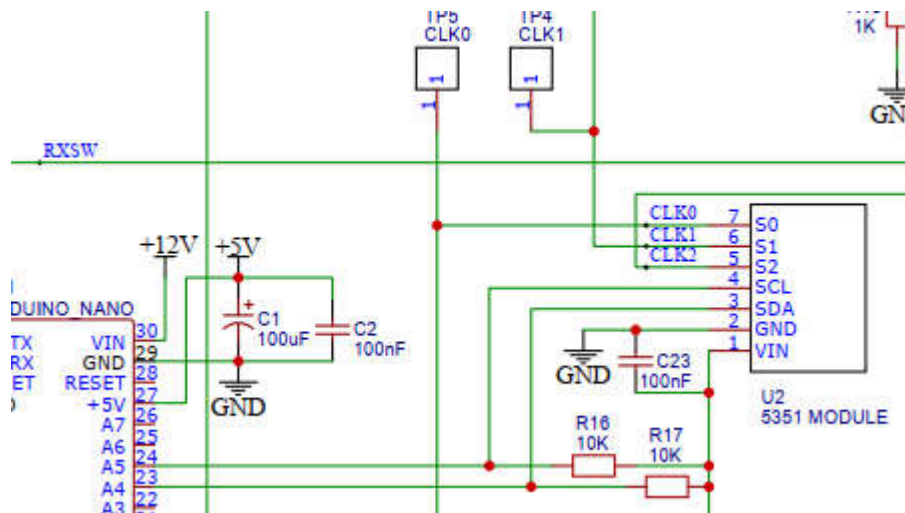 TP5
CLK0
TP4
CLK1
1K
1
1
1
1
GND
RXSW
CLK0
7
S0
CLK1
6
S1
CLK2
5
S2
4
SCL
3
SDA
2
GND
1
VIN
+12V
+5V
DUINO_NANO
C1
100uF
C2
100nF
TX
RX
ET
VIN
30
GND
29
RESET
28
+5V
27
A7
26
A6
25
A5
24
A4
23
A3
22
GND
GND
C23
100nF
U2
5351 MODULE
R16
10K
R17
10K